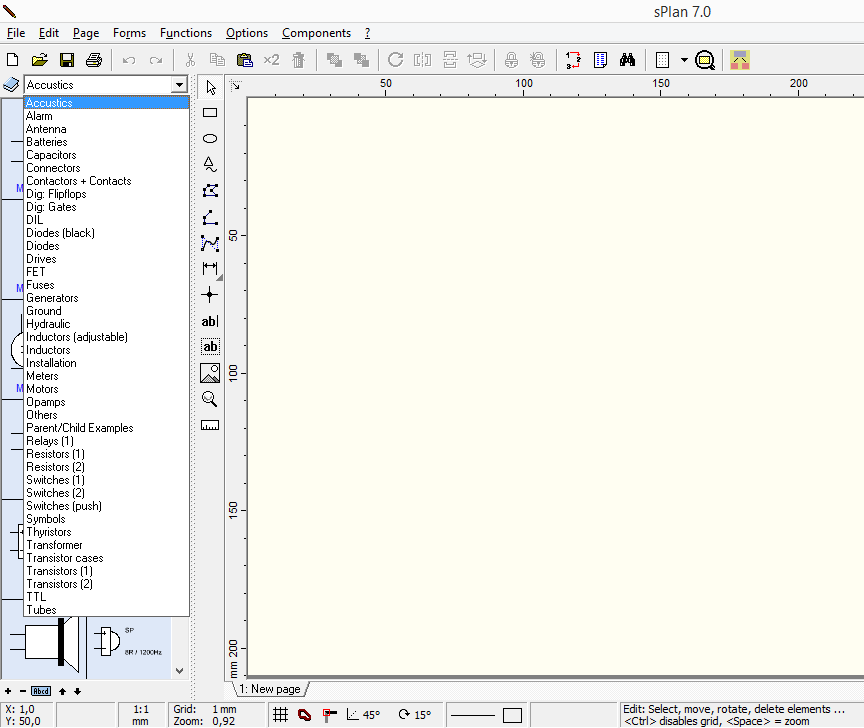 sPlan 7.0
File Edit Page Forms Functions Options Components ?
×2
Accustics
50 100 150 200
Accustics
Alarm
Antenna
Batteries
Capacitors
Connectors
Contactors + Contacts
Dig: Flipflops
Dig: Gates
DIL
Diodes (black)
Diodes
Drives
FET
Fuses
Generators
Ground
Hydraulic
Inductors (adjustable)
Inductors
Installation
Meters
Motors
Opamps
Others
Parent/Child Examples
Relays (1)
Resistors (1)
Resistors (2)
Switches (1)
Switches (2)
Switches (push)
Symbols
Thyristors
Transformer
Transistor cases
Transistors (1)
Transistors (2)
TTL
Tubes
M
M
M
SP
8R / 1200Hz
ab|
ab
50
100
150
mm 200
Abcd
1: New page
X: 1,0
Y: 50,0
1:1
mm
Grid: 1 mm
Zoom: 0,92
45°
15°
Edit: Select, move, rotate, delete elements ...
<Ctrl> disables grid, <Space> = zoom